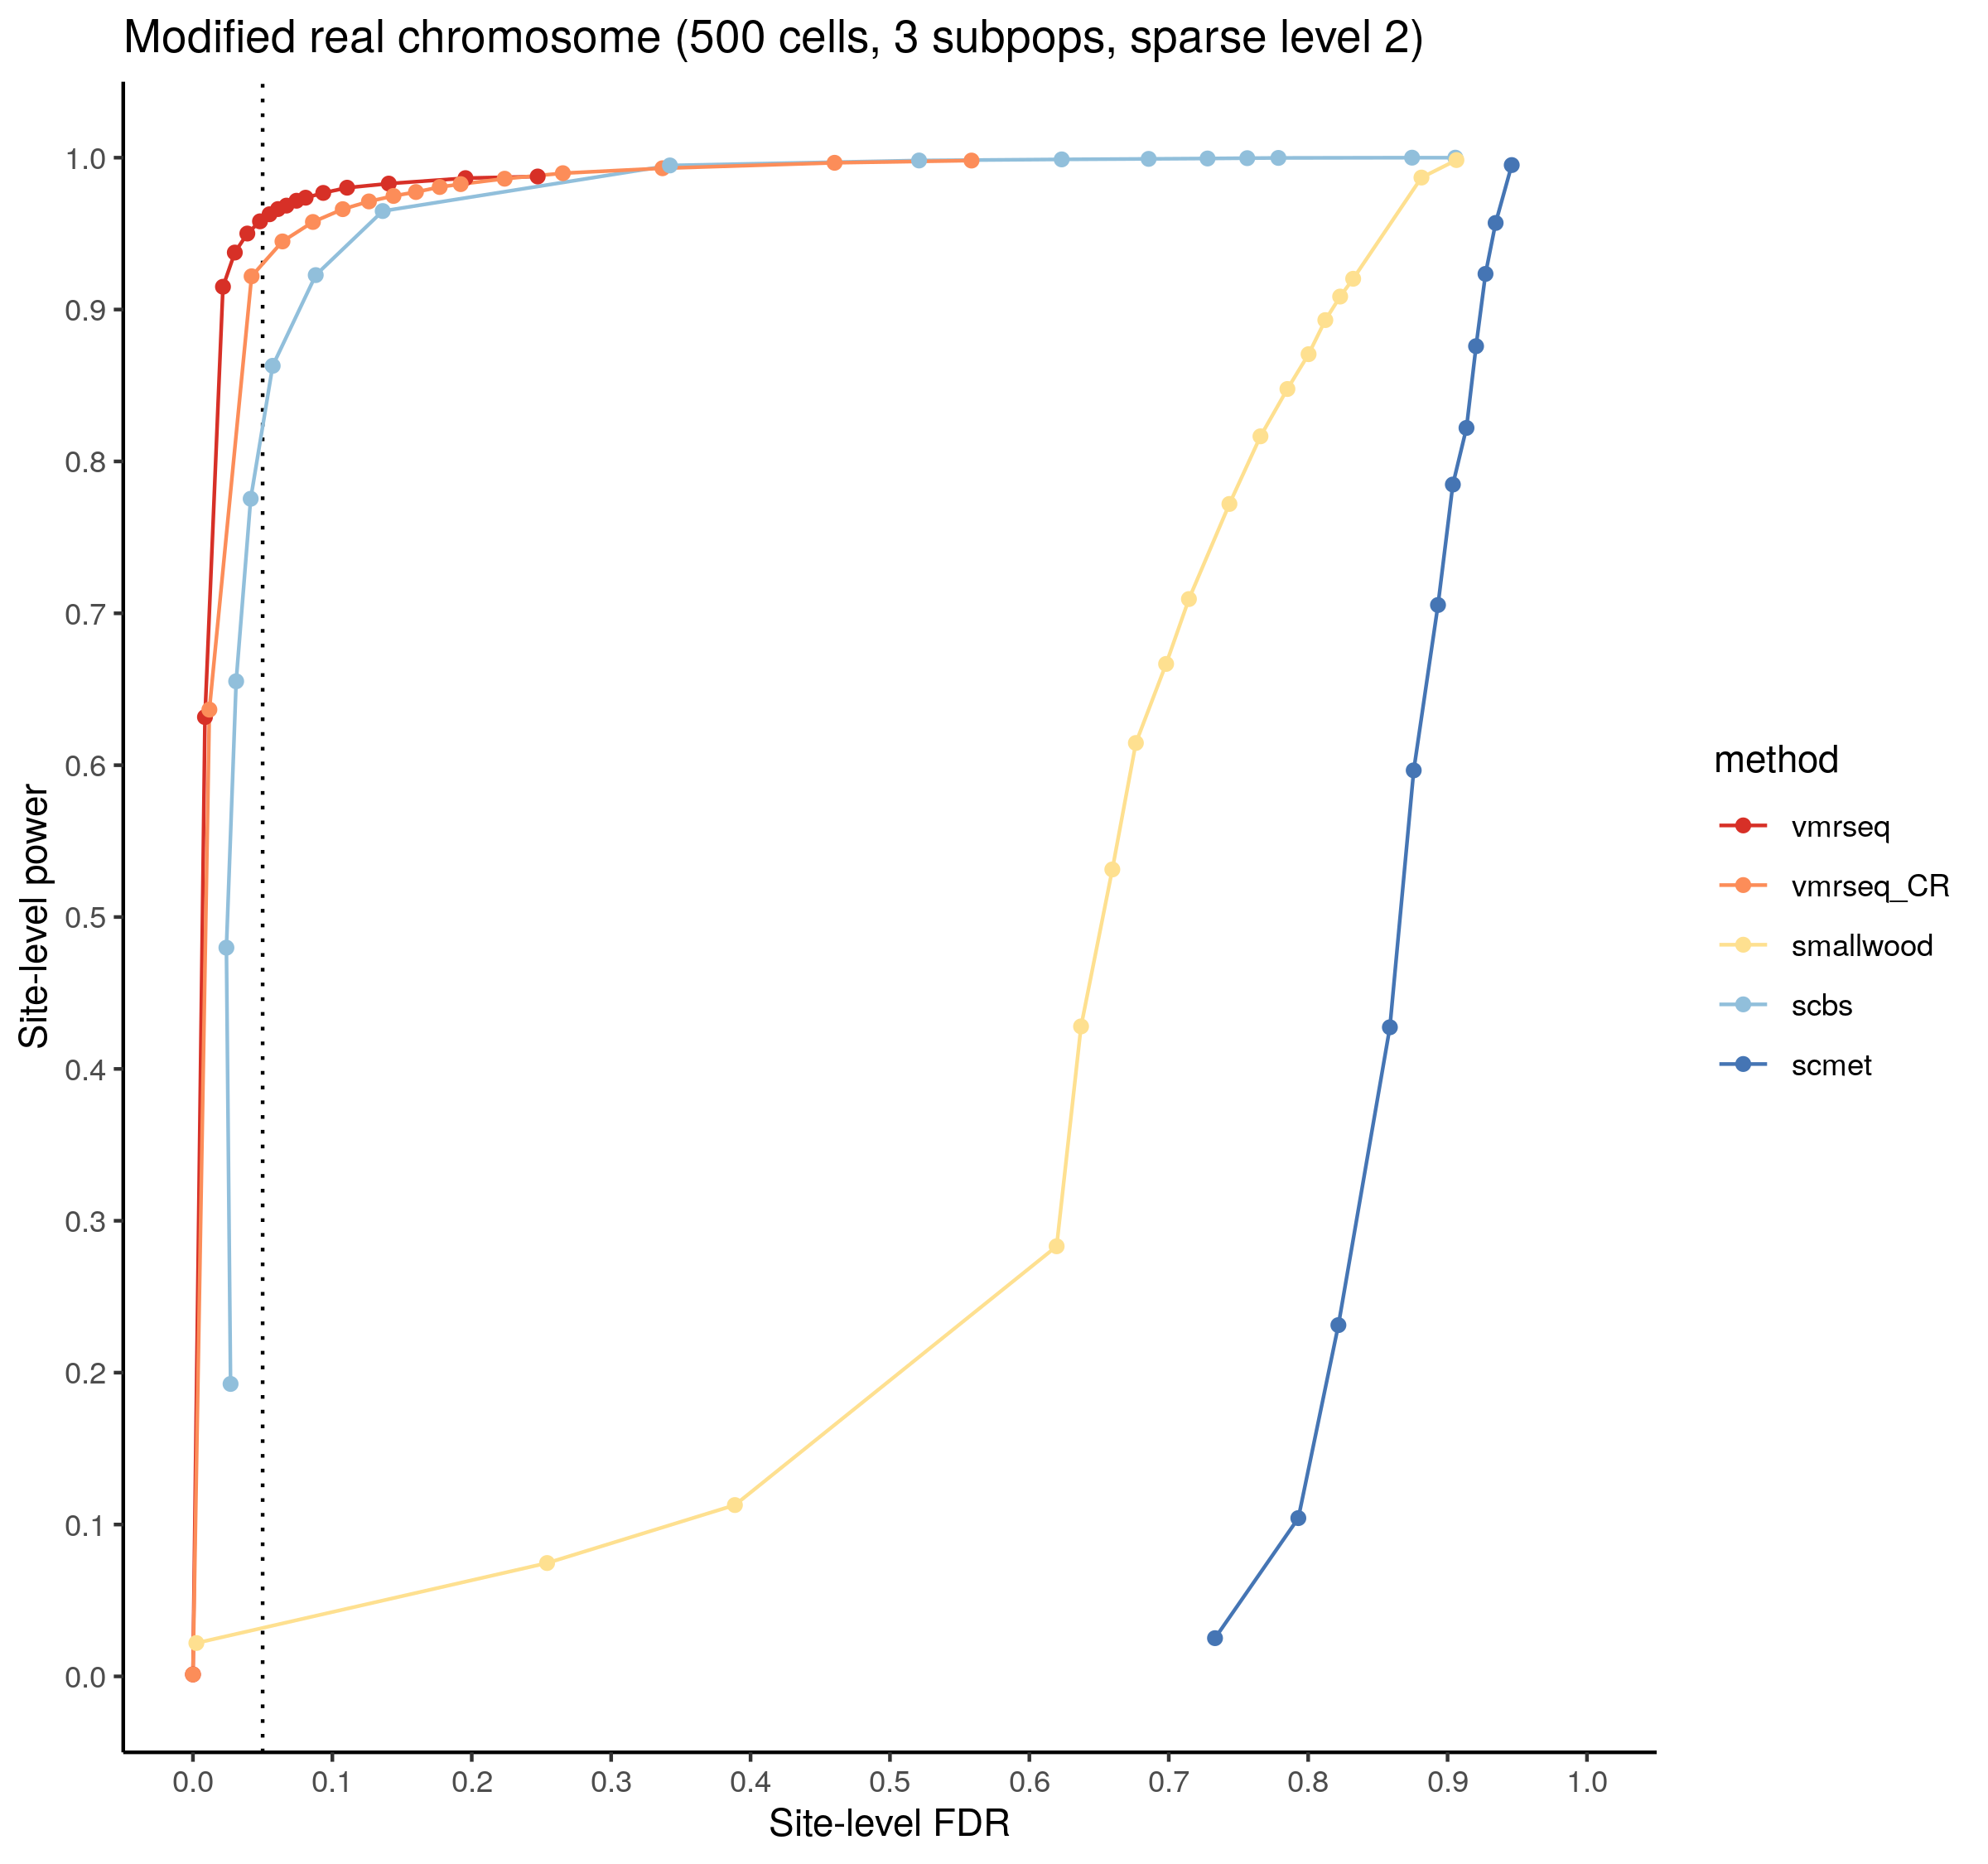 Modified real chromosome (500 cells, 3 subpops, sparse level 2)
Site-level power
1.0
0.9
0.8
0.7
0.6
0.5
0.4
0.3
0.2
0.1
0.0
0.0 0.1 0.2 0.3 0.4 0.5 0.6 0.7 0.8 0.9 1.0
Site-level FDR
method
vmrseq
vmrseq_CR
smallwood
scbs
scmet